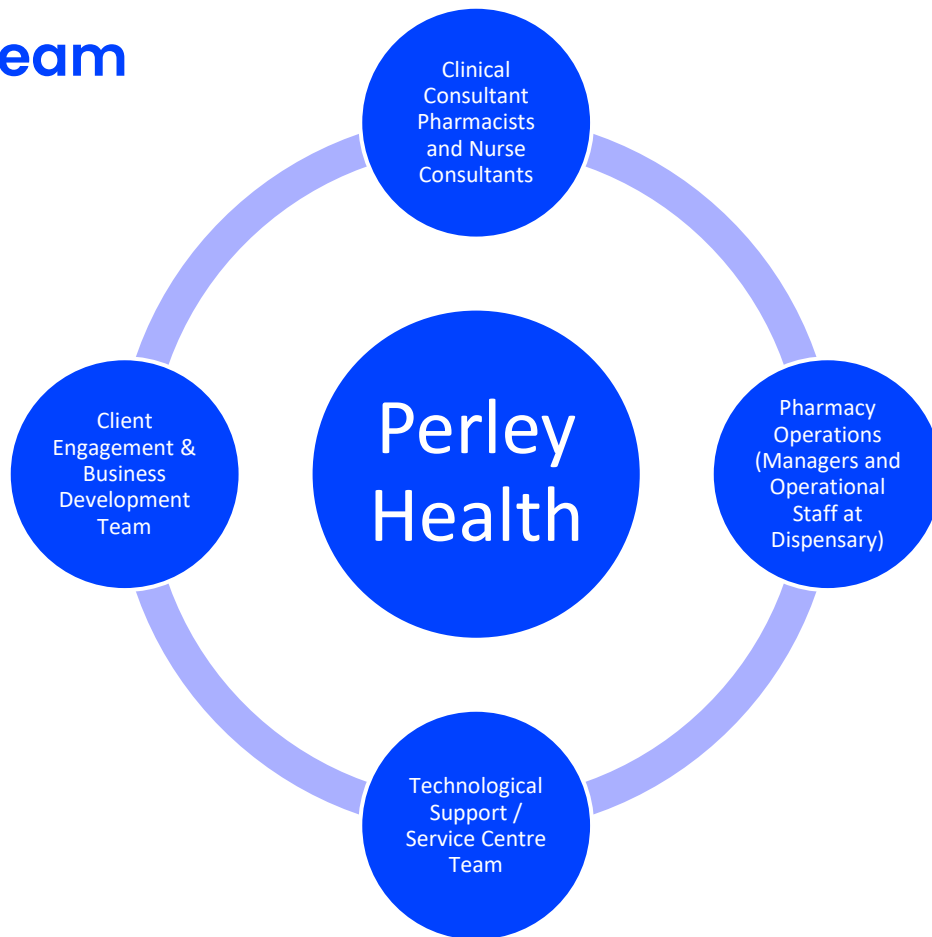 eam
Clinical
Consultant
Pharmacists
and Nurse
Consultants
Client
Engagement &
Business
Development
Team
Perley
Health
Pharmacy
Operations
(Managers and
Operational
Staff at
Dispensary)
Technological
Support /
Service Centre
Team